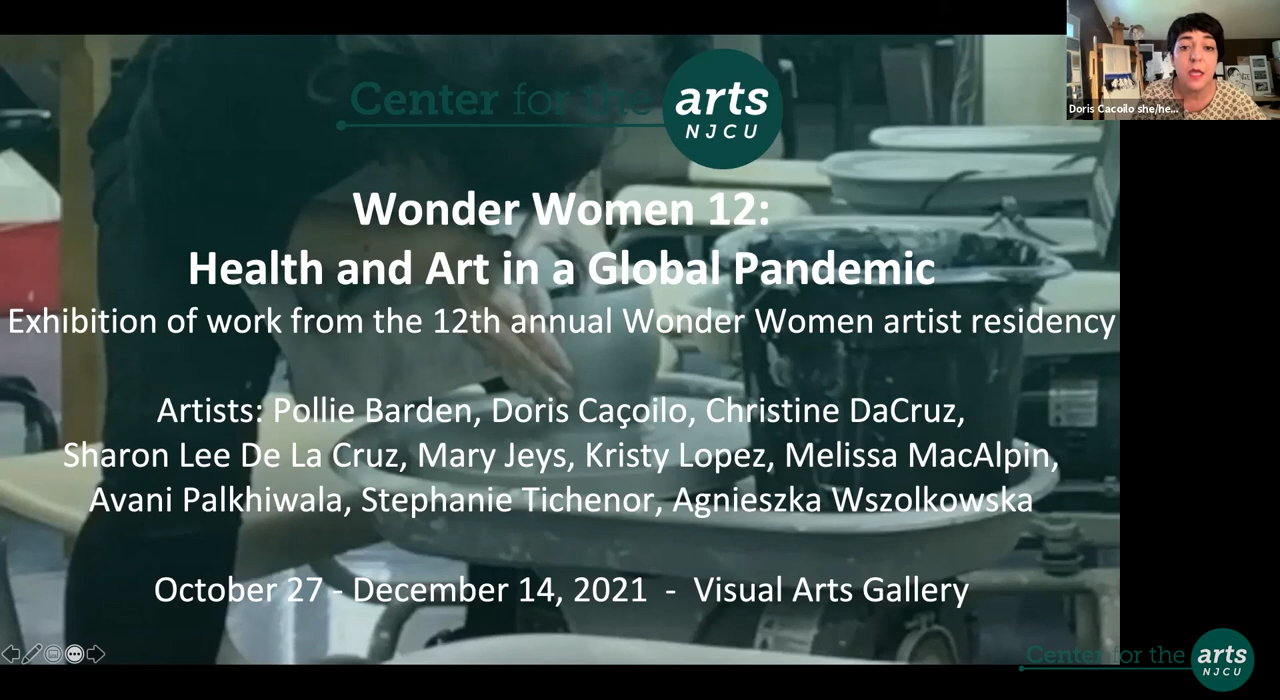 Center for the arts
NJCU
Doris Cacoilo she/he...
Wonder Women 12:
Health and Art in a Global Pandemic
Exhibition of work from the 12th annual Wonder Women artist residency
Artists: Pollie Barden, Doris Caçoilo, Christine DaCruz,
Sharon Lee De La Cruz, Mary Jeys, Kristy Lopez, Melissa MacAlpin,
Avani Palkhiwala, Stephanie Tichenor, Agnieszka Wszolkowska
October 27 - December 14, 2021 - Visual Arts Gallery
Center for the arts
NJCU